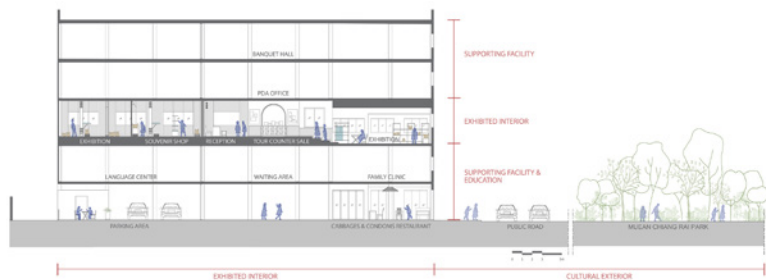 BANQUET HALL
SUPPORTING FACILITY
PDA OFFICE
EXHIBITED INTERIOR
EXHIBITION
SOUVENIR SHOP
RECEPTION
TOUR COUNTER SALE
EXHIBITION
LANGUAGE CENTER
WAITING AREA
FAMILY CLINIC
SUPPORTING FACILITY &
EDUCATION
PARKING AREA
CABBAGES & CONDOMS RESTAURANT
PUBLIC ROAD
MUEAN CHIANG RAI PARK
EXHIBITED INTERIOR
CULTURAL EXTERIOR